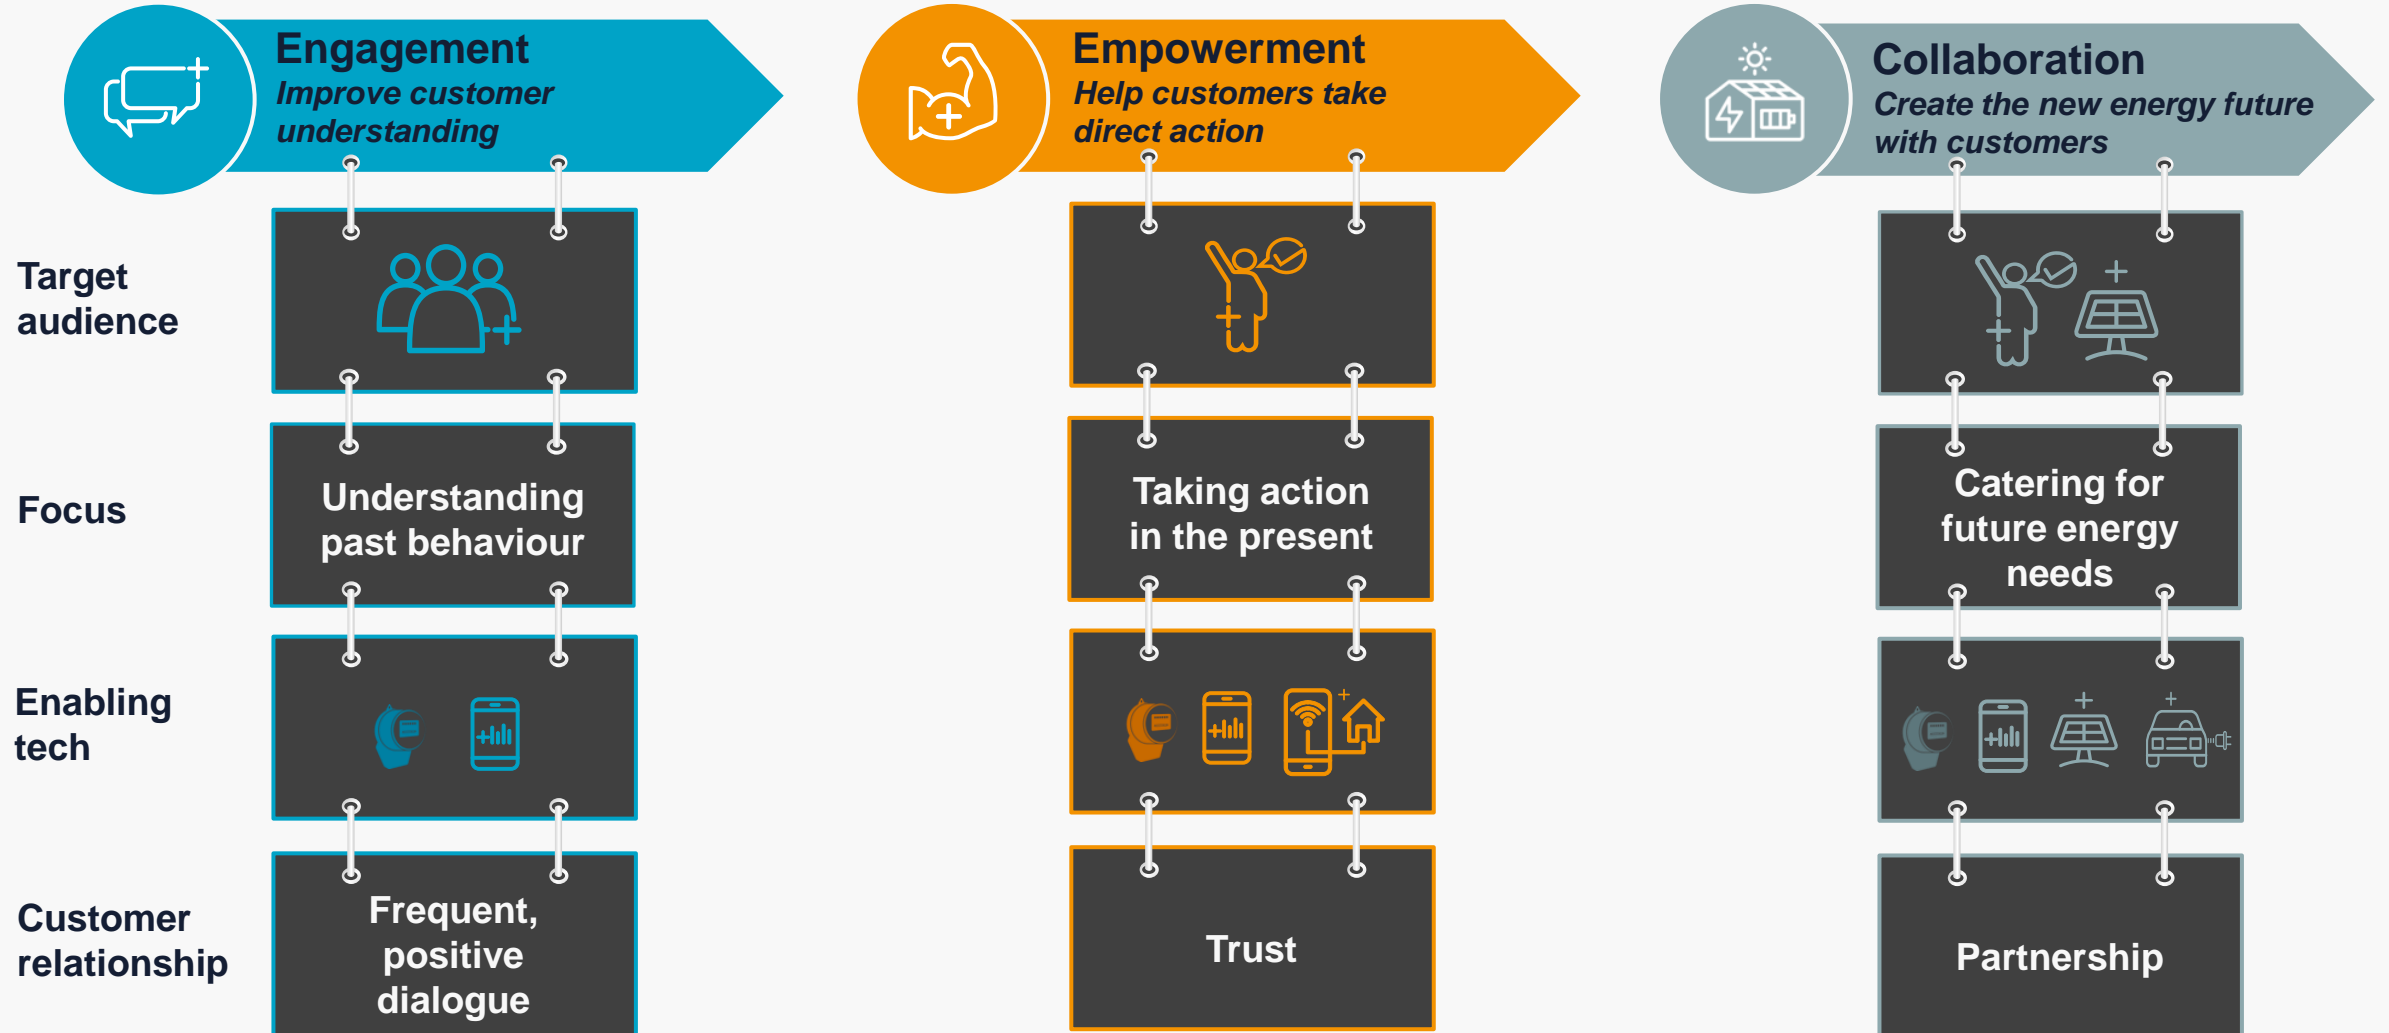 Engagement
Improve customer
understanding
Empowerment
Help customers take
direct action
Collaboration
Create the new energy future
with customers
Target
audience
Focus
Understanding
past behaviour
Taking action
in the present
Catering for
future energy
needs
Enabling
tech
Customer
relationship
Frequent,
positive
dialogue
Trust
Partnership